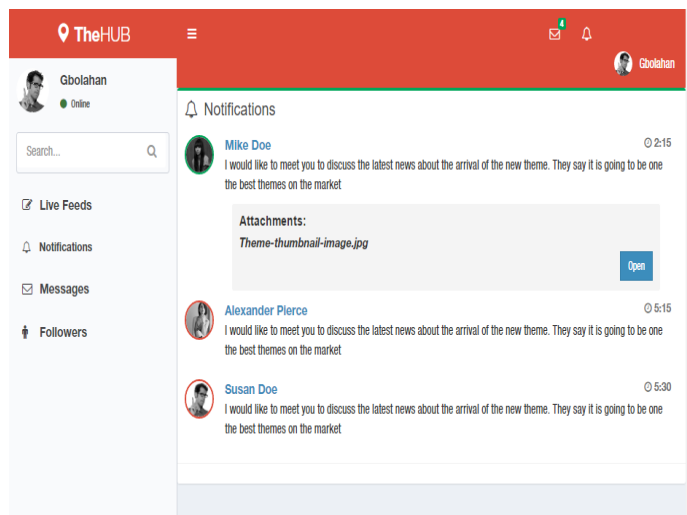 TheHUB
4
Gbolahan
Gbolahan
Online
Search...
Live Feeds
Notifications
Messages
Followers
Notifications
Mike Doe
2:15
I would like to meet you to discuss the latest news about the arrival of the new theme. They say it is going to be one
the best themes on the market
Attachments:
Theme-thumbnail-image.jpg
Open
Alexander Pierce
5:15
I would like to meet you to discuss the latest news about the arrival of the new theme. They say it is going to be one
the best themes on the market
Susan Doe
5:30
I would like to meet you to discuss the latest news about the arrival of the new theme. They say it is going to be one
the best themes on the market